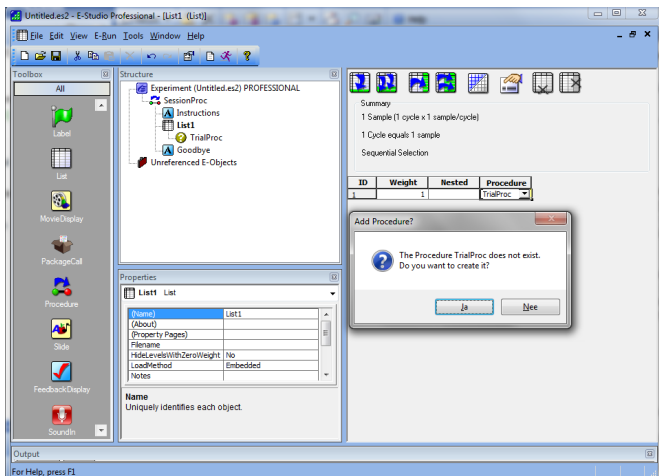 Untitled.es2 - E-Studio Professional - [List1 (List)]
File Edit View E-Run Tools Window Help
Toolbox
All
Label
List
MovieDisplay
PackageCall
Procedure
Slide
FeedbackDisplay
SoundIn
Structure
Experiment (Untitled.es2) PROFESSIONAL
SessionProc
Instructions
List1
TrialProc
Goodbye
Unreferenced E-Objects
Properties
List1 List
(Name) List1
(About)
(Property Pages)
Filename
HideLevelsWithZeroWeight No
LoadMethod Embedded
Notes
Name
Uniquely identifies each object.
Summary
1 Sample (1 cycle x 1 sample/cycle)
1 Cycle equals 1 sample
Sequential Selection
ID Weight Nested Procedure
1 1 TrialProc
Add Procedure?
The Procedure TrialProc does not exist.
Do you want to create it?
Ja Nee
Output
For Help, press F1